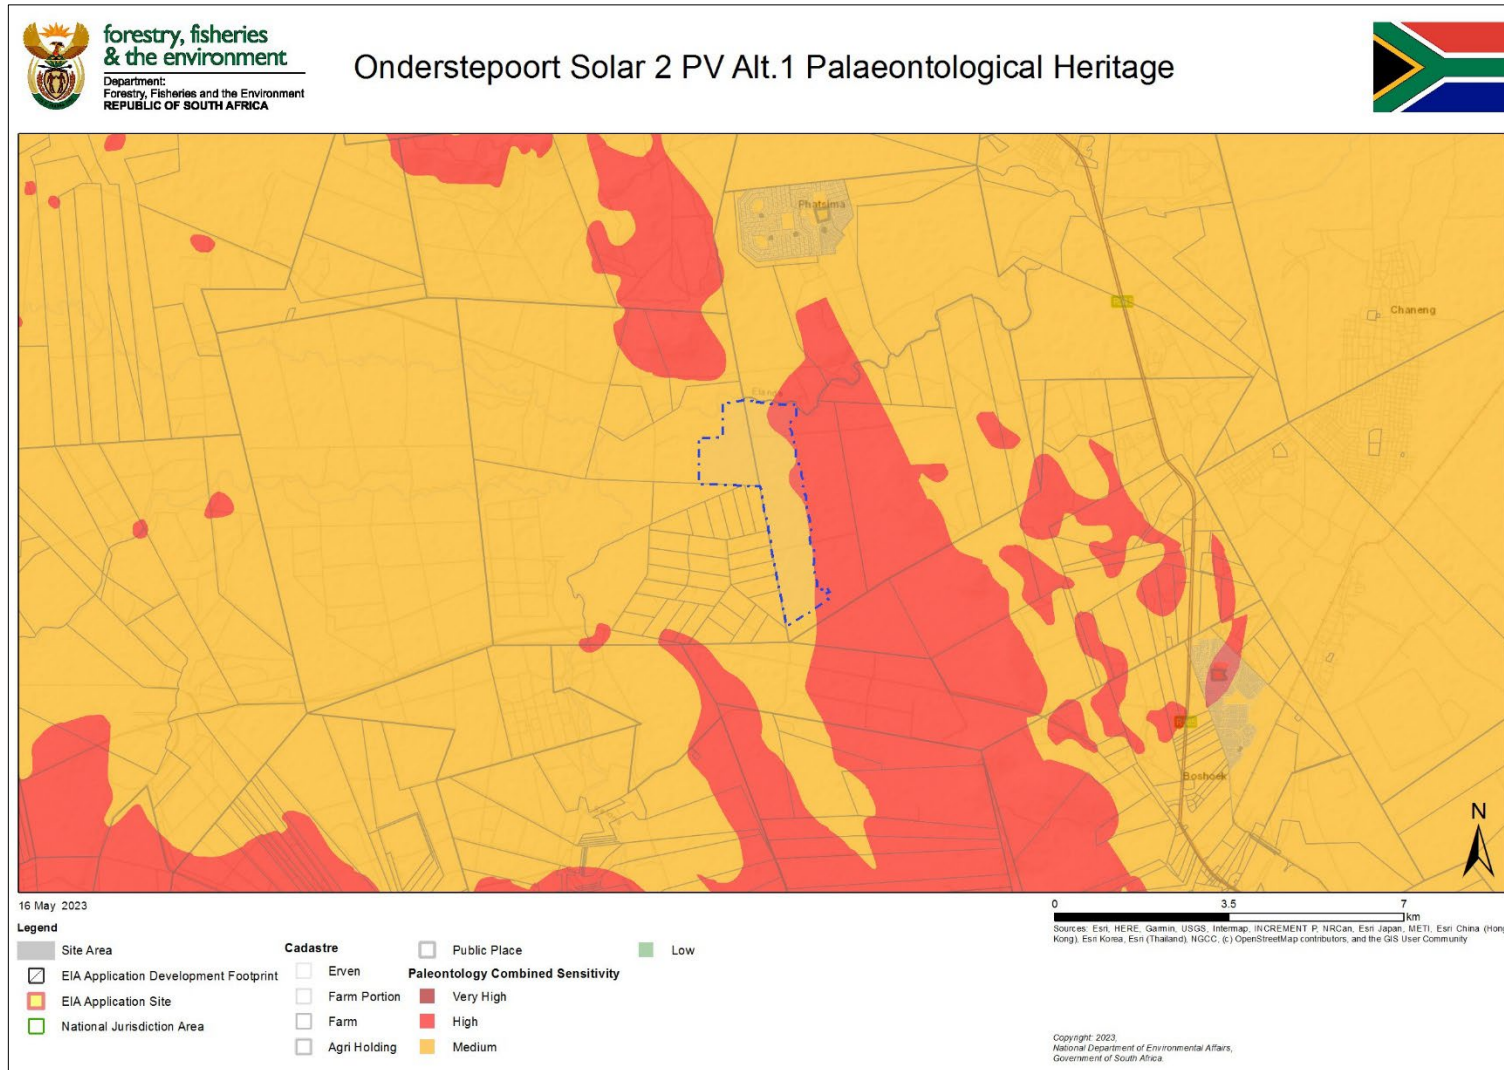 forestry, fisheries
& the environment
Department:
Forestry, Fisheries and the Environment
REPUBLIC OF SOUTH AFRICA
Onderstepoort Solar 2 PV Alt.1 Palaeontological Heritage
Phatsima
Chaneng
Elands
Boshoek
N
16 May 2023
0 3.5 7
km
Sources: Esri, HERE, Garmin, USGS, Intermap, INCREMENT P, NRCan, Esri Japan, METI, Esri China (Hong
Kong), Esri Korea, Esri (Thailand), NGCC, (c) OpenStreetMap contributors, and the GIS User Community
Legend
Site Area
EIA Application Development Footprint
EIA Application Site
National Jurisdiction Area
Cadastre
Erven
Farm Portion
Farm
Agri Holding
Public Place
Paleontology Combined Sensitivity
Very High
High
Medium
Low
Copyright: 2023,
National Department of Environmental Affairs,
Government of South Africa.